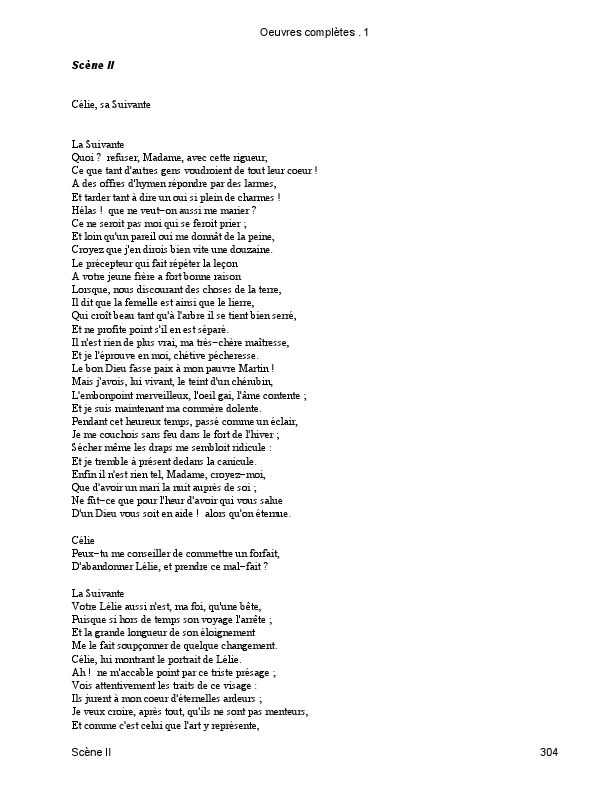 Oeuvres complètes . 1
Scène II
Célie, sa Suivante
La Suivante
Quoi ? refuser, Madame, avec cette rigueur,
Ce que tant d'autres gens voudroient de tout leur coeur !
A des offres d'hymen répondre par des larmes,
Et tarder tant à dire un oui si plein de charmes !
Hélas ! que ne veut-on aussi me marier ?
Ce ne seroit pas moi qui se feroit prier ;
Et loin qu'un pareil oui me donnât de la peine,
Croyez que j'en dirois bien vite une douzaine.
Le précepteur qui fait répéter la leçon
A votre jeune frère a fort bonne raison
Lorsque, nous discourant des choses de la terre,
Il dit que la femelle est ainsi que le lierre,
Qui croît beau tant qu'à l'arbre il se tient bien serré,
Et ne profite point s'il en est séparé.
Il n'est rien de plus vrai, ma très-chère maîtresse,
Et je l'éprouve en moi, chétive pécheresse.
Le bon Dieu fasse paix à mon pauvre Martin !
Mais j'avois, lui vivant, le teint d'un chérubin,
L'embonpoint merveilleux, l'oeil gai, l'âme contente ;
Et je suis maintenant ma commère dolente.
Pendant cet heureux temps, passé comme un éclair,
Je me couchois sans feu dans le fort de l'hiver ;
Sécher même les draps me sembloit ridicule :
Et je tremble à présent dedans la canicule.
Enfin il n'est rien tel, Madame, croyez-moi,
Que d'avoir un mari la nuit auprès de soi ;
Ne fût-ce que pour l'heur d'avoir qui vous salue
D'un Dieu vous soit en aide ! alors qu'on éternue.
Célie
Peux-tu me conseiller de commettre un forfait,
D'abandonner Lélie, et prendre ce mal-fait ?
La Suivante
Votre Lélie aussi n'est, ma foi, qu'une bête,
Puisque si hors de temps son voyage l'arrête ;
Et la grande longueur de son éloignement
Me le fait soupçonner de quelque changement.
Célie, lui montrant le portrait de Lélie.
Ah ! ne m'accable point par ce triste présage ;
Vois attentivement les traits de ce visage :
Ils jurent à mon coeur d'éternelles ardeurs ;
Je veux croire, après tout, qu'ils ne sont pas menteurs,
Et comme c'est celui que l'art y représente,
Scène II
304